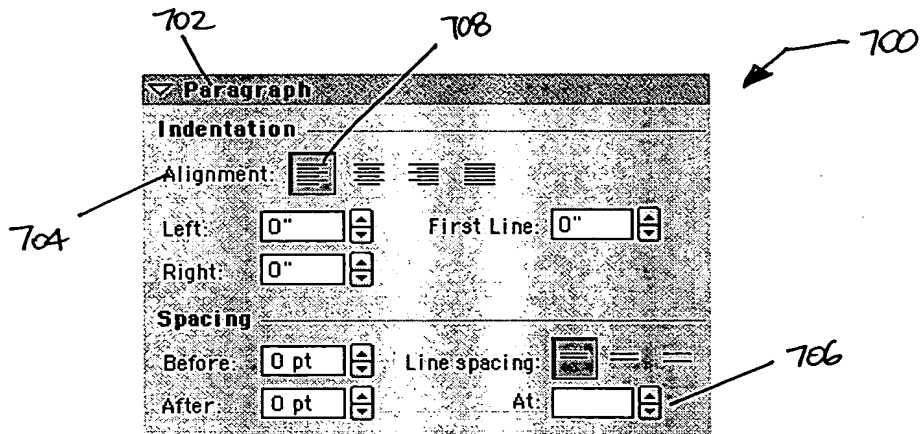 702
708
700
Paragraph
Indentation
Alignment:
704
Left: 0" First Line: 0"
Right: 0"
Spacing
Before: 0 pt Line spacing:
706
After: 0 pt At: